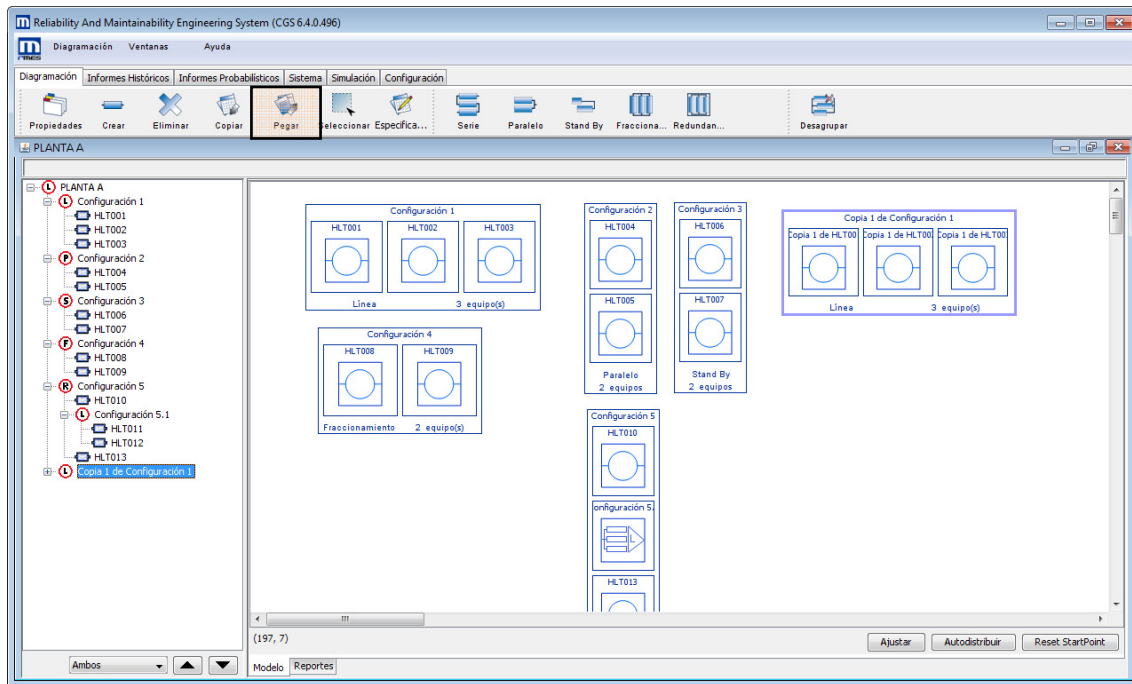 Reliability And Maintainability Engineering System (CGS 6.4.0.496)
rmes
Diagramación Ventanas Ayuda
Diagramación Informes Históricos Informes Probabilísticos Sistema Simulación Configuración
Propiedades Crear Eliminar Copiar Pegar Seleccionar Especifica... Serie Paralelo Stand By Fracciona... Redundan... Desagrupar
PLANTA A
L PLANTA A
L Configuración 1
HLT001
HLT002
HLT003
P Configuración 2
HLT004
HLT005
S Configuración 3
HLT006
HLT007
F Configuración 4
HLT008
HLT009
R Configuración 5
HLT010
L Configuración 5.1
HLT011
HLT012
HLT013
L Copia 1 de Configuración 1
Ambos
Configuración 1
HLT001 HLT002 HLT003
Línea 3 equipo(s)
Configuración 2
HLT004
HLT005
Paralelo
2 equipos
Configuración 3
HLT006
HLT007
Stand By
2 equipos
Copia 1 de Configuración 1
Copia 1 de HLT00 Copia 1 de HLT00 Copia 1 de HLT00
Línea 3 equipo(s)
Configuración 4
HLT008 HLT009
Fraccionamiento 2 equipo(s)
Configuración 5
HLT010
onfiguración 5.
L
HLT013
(197, 7)
Ajustar Autodistribuir Reset StartPoint
Modelo Reportes